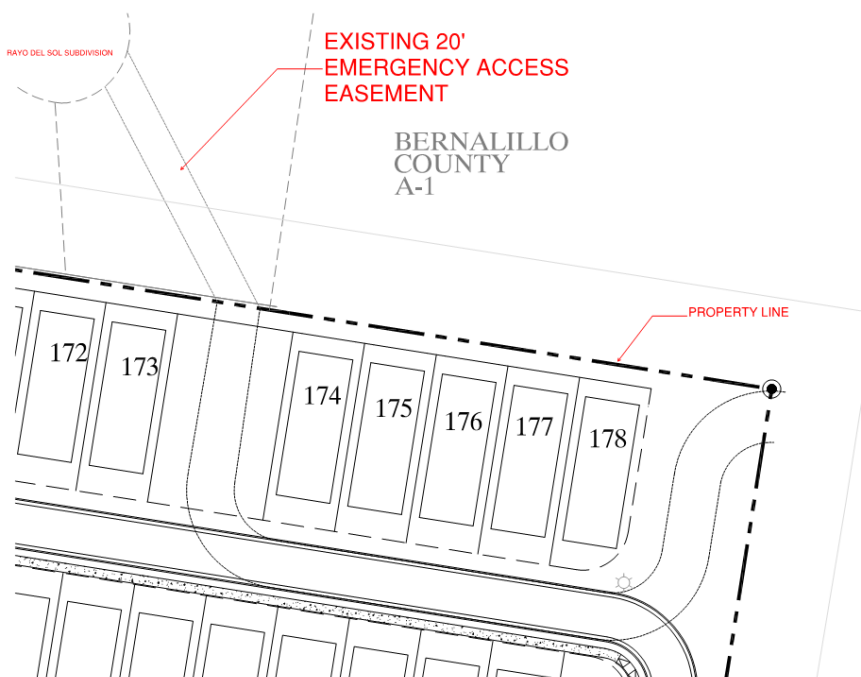 EXISTING 20'
EMERGENCY ACCESS
EASEMENT
RAYO DEL SOL SUBDIVISION
BERNALILLO
COUNTY
A-1
PROPERTY LINE
172
173
174
175
176
177
178